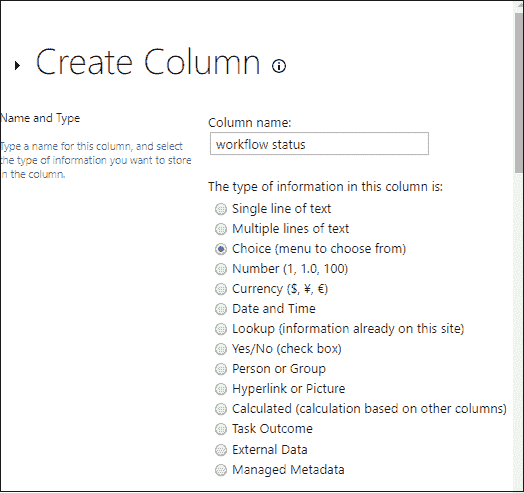 Create Column
Name and Type
Type a name for this column, and select
the type of information you want to store
in the column.
Column name:
workflow status
The type of information in this column is:
Single line of text
Multiple lines of text
Choice (menu to choose from)
Number (1, 1.0, 100)
Currency ($, ¥, €)
Date and Time
Lookup (information already on this site)
Yes/No (check box)
Person or Group
Hyperlink or Picture
Calculated (calculation based on other columns)
Task Outcome
External Data
Managed Metadata